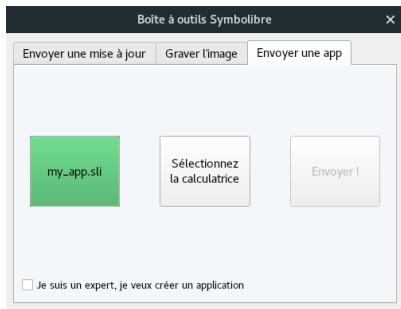 Boîte à outils Symbolibre
Envoyer une mise à jour
Graver l'image
Envoyer une app
my_app.sli
Sélectionnez
la calculatrice
Envoyer !
Je suis un expert, je veux créer un application